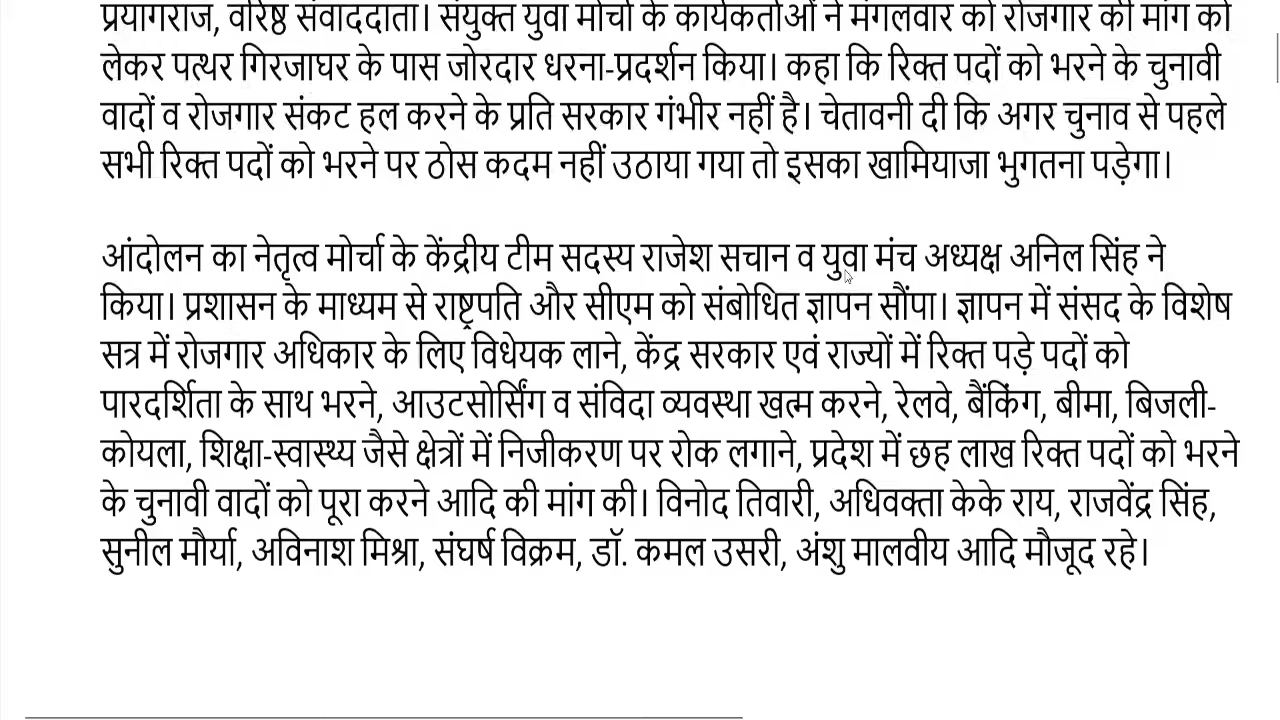 प्रयागराज, वरिष्ठ संवाददाता। संयुक्त युवा मोर्चा के कार्यकर्ताओं ने मंगलवार को रोजगार की मांग को
लेकर पत्थर गिरजाघर के पास जोरदार धरना-प्रदर्शन किया। कहा कि रिक्त पदों को भरने के चुनावी
वादों व रोजगार संकट हल करने के प्रति सरकार गंभीर नहीं है। चेतावनी दी कि अगर चुनाव से पहले
सभी रिक्त पदों को भरने पर ठोस कदम नहीं उठाया गया तो इसका खामियाजा भुगतना पड़ेगा।
आंदोलन का नेतृत्व मोर्चा के केंद्रीय टीम सदस्य राजेश सचान व युवा मंच अध्यक्ष अनिल सिंह ने
किया। प्रशासन के माध्यम से राष्ट्रपति और सीएम को संबोधित ज्ञापन सौंपा। ज्ञापन में संसद के विशेष
सत्र में रोजगार अधिकार के लिए विधेयक लाने, केंद्र सरकार एवं राज्यों में रिक्त पड़े पदों को
पारदर्शिता के साथ भरने, आउटसोर्सिंग व संविदा व्यवस्था खत्म करने, रेलवे, बैंकिंग, बीमा, बिजली-
कोयला, शिक्षा-स्वास्थ्य जैसे क्षेत्रों में निजीकरण पर रोक लगाने, प्रदेश में छह लाख रिक्त पदों को भरने
के चुनावी वादों को पूरा करने आदि की मांग की। विनोद तिवारी, अधिवक्ता केके राय, राजवेंद्र सिंह,
सुनील मौर्या, अविनाश मिश्रा, संघर्ष विक्रम, डॉ. कमल उसरी, अंशु मालवीय आदि मौजूद रहे।